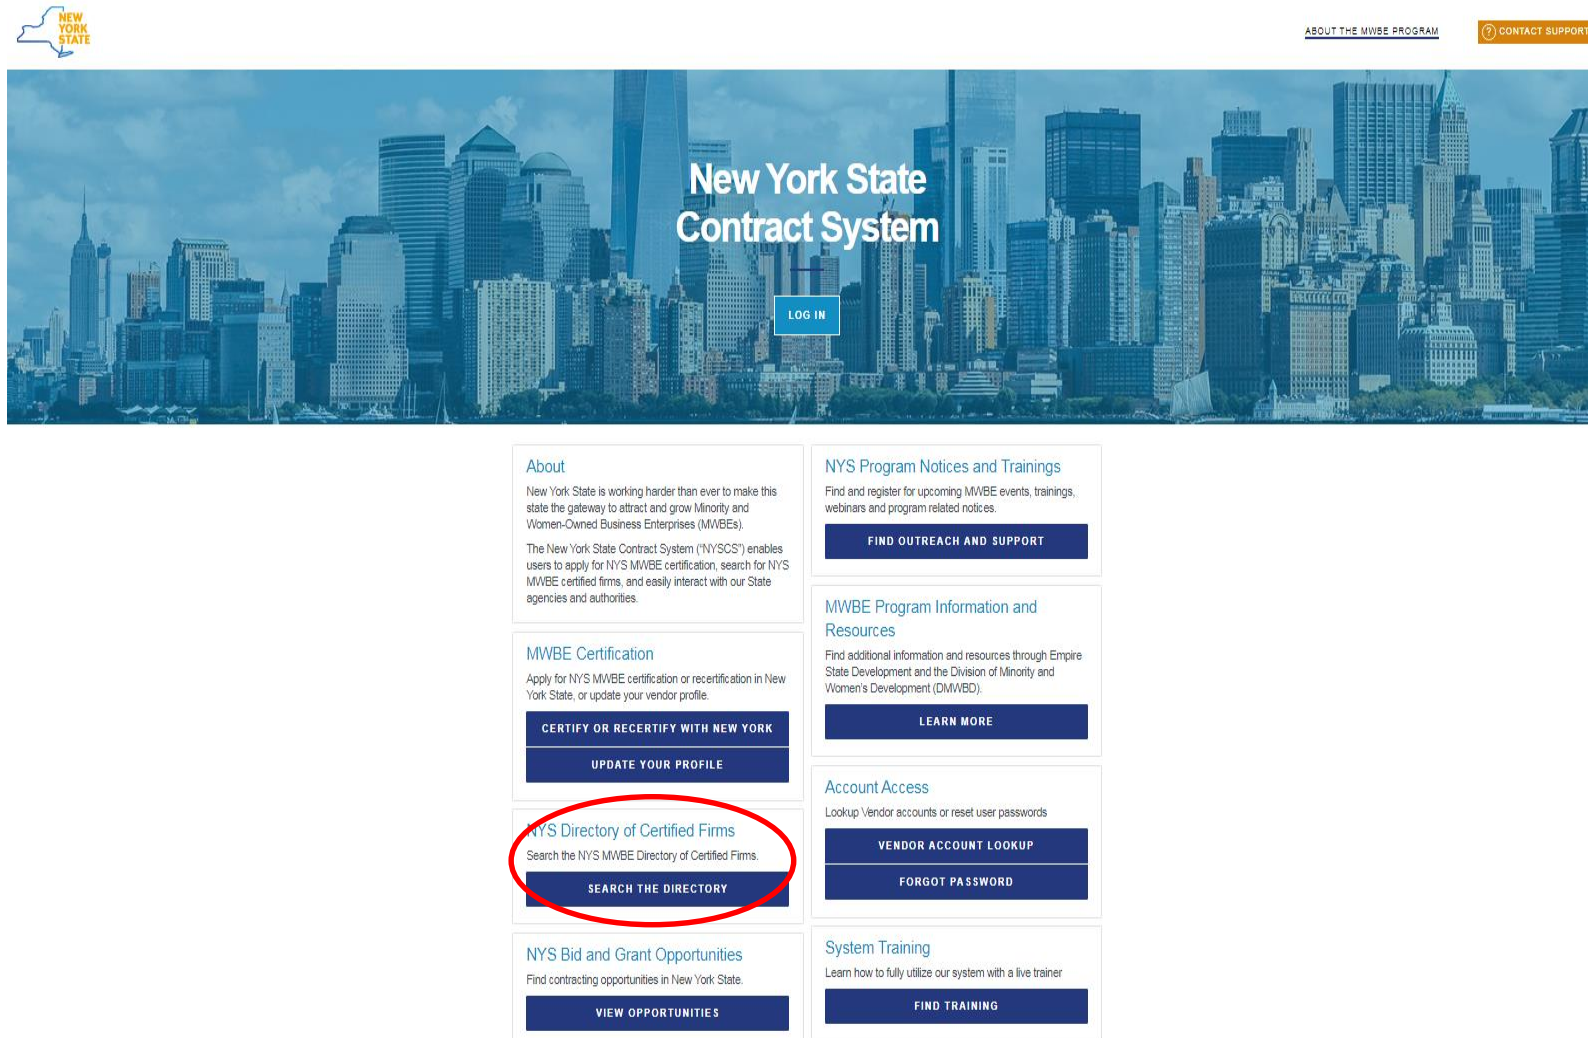 NEW
YORK
STATE
ABOUT THE MWBE PROGRAM
? CONTACT SUPPORT
New York State
Contract System
LOG IN
About
New York State is working harder than ever to make this
state the gateway to attract and grow Minority and
Women-Owned Business Enterprises (MWBEs).
The New York State Contract System ("NYSCS") enables
users to apply for NYS MWBE certification, search for NYS
MWBE certified firms, and easily interact with our State
agencies and authorities.
MWBE Certification
Apply for NYS MWBE certification or recertification in New
York State, or update your vendor profile.
CERTIFY OR RECERTIFY WITH NEW YORK
UPDATE YOUR PROFILE
NYS Directory of Certified Firms
Search the NYS MWBE Directory of Certified Firms.
SEARCH THE DIRECTORY
NYS Bid and Grant Opportunities
Find contracting opportunities in New York State.
VIEW OPPORTUNITIES
NYS Program Notices and Trainings
Find and register for upcoming MWBE events, trainings,
webinars and program related notices.
FIND OUTREACH AND SUPPORT
MWBE Program Information and
Resources
Find additional information and resources through Empire
State Development and the Division of Minority and
Women's Development (DMWBD).
LEARN MORE
Account Access
Lookup Vendor accounts or reset user passwords
VENDOR ACCOUNT LOOKUP
FORGOT PASSWORD
System Training
Learn how to fully utilize our system with a live trainer
FIND TRAINING